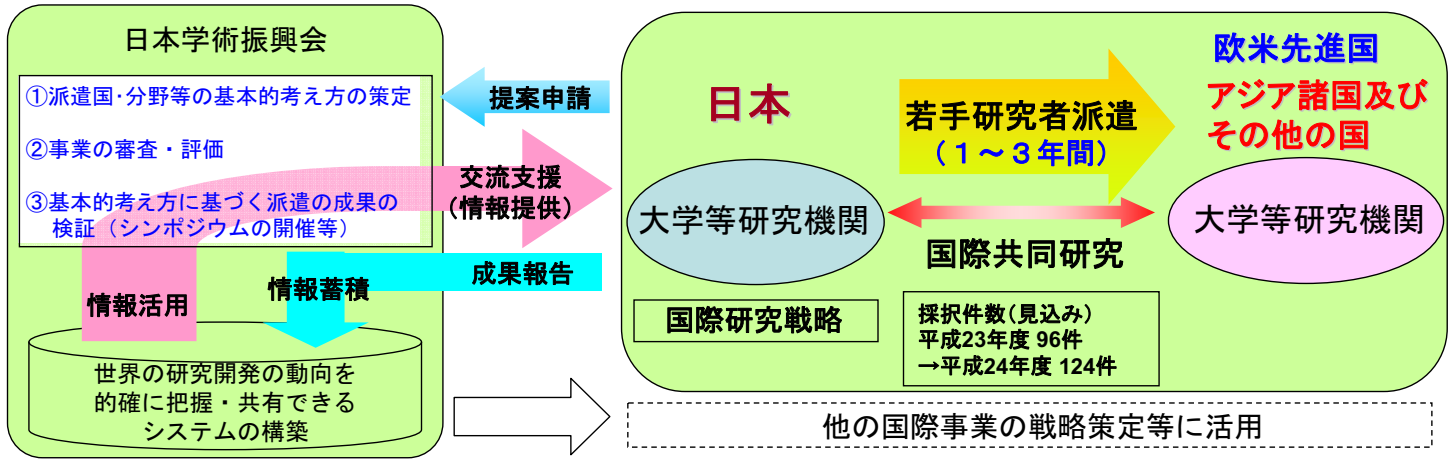 日本学術振興会
①派遣国･分野等の基本的考え方の策定
②事業の審査・評価
③基本的考え方に基づく派遣の成果の
検証（シンポジウムの開催等）
情報活用
情報蓄積
世界の研究開発の動向を
的確に把握・共有できる
システムの構築
提案申請
交流支援
（情報提供）
成果報告
日本
大学等研究機関
国際研究戦略
若手研究者派遣
（１～３年間）
国際共同研究
採択件数（見込み）
平成23年度 96件
→平成24年度 124件
欧米先進国
アジア諸国及び
その他の国
大学等研究機関
他の国際事業の戦略策定等に活用